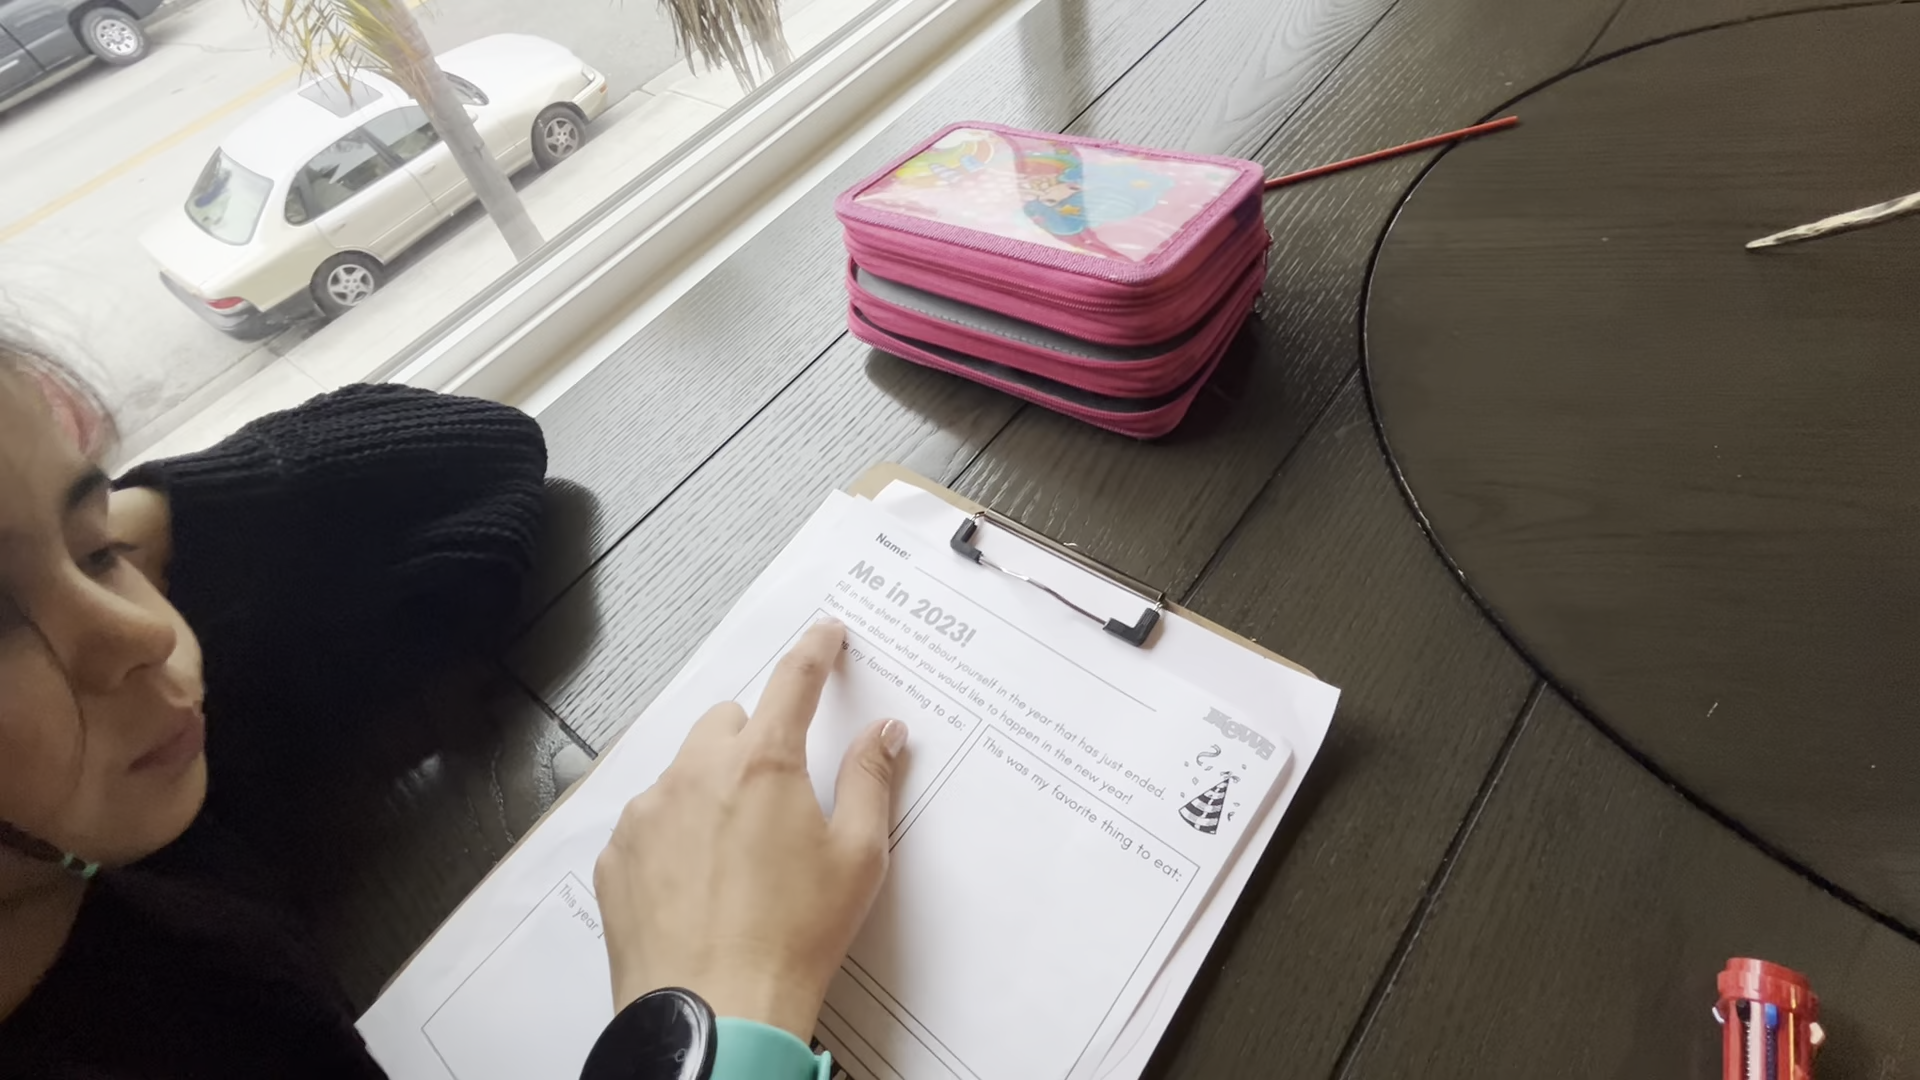 Name:
Me in 2023!
Fill in this sheet to tell about yourself in the year that has just ended.
Then write about what you would like to happen in the new year!
my favorite thing to do:
This was my favorite thing to eat:
This year I